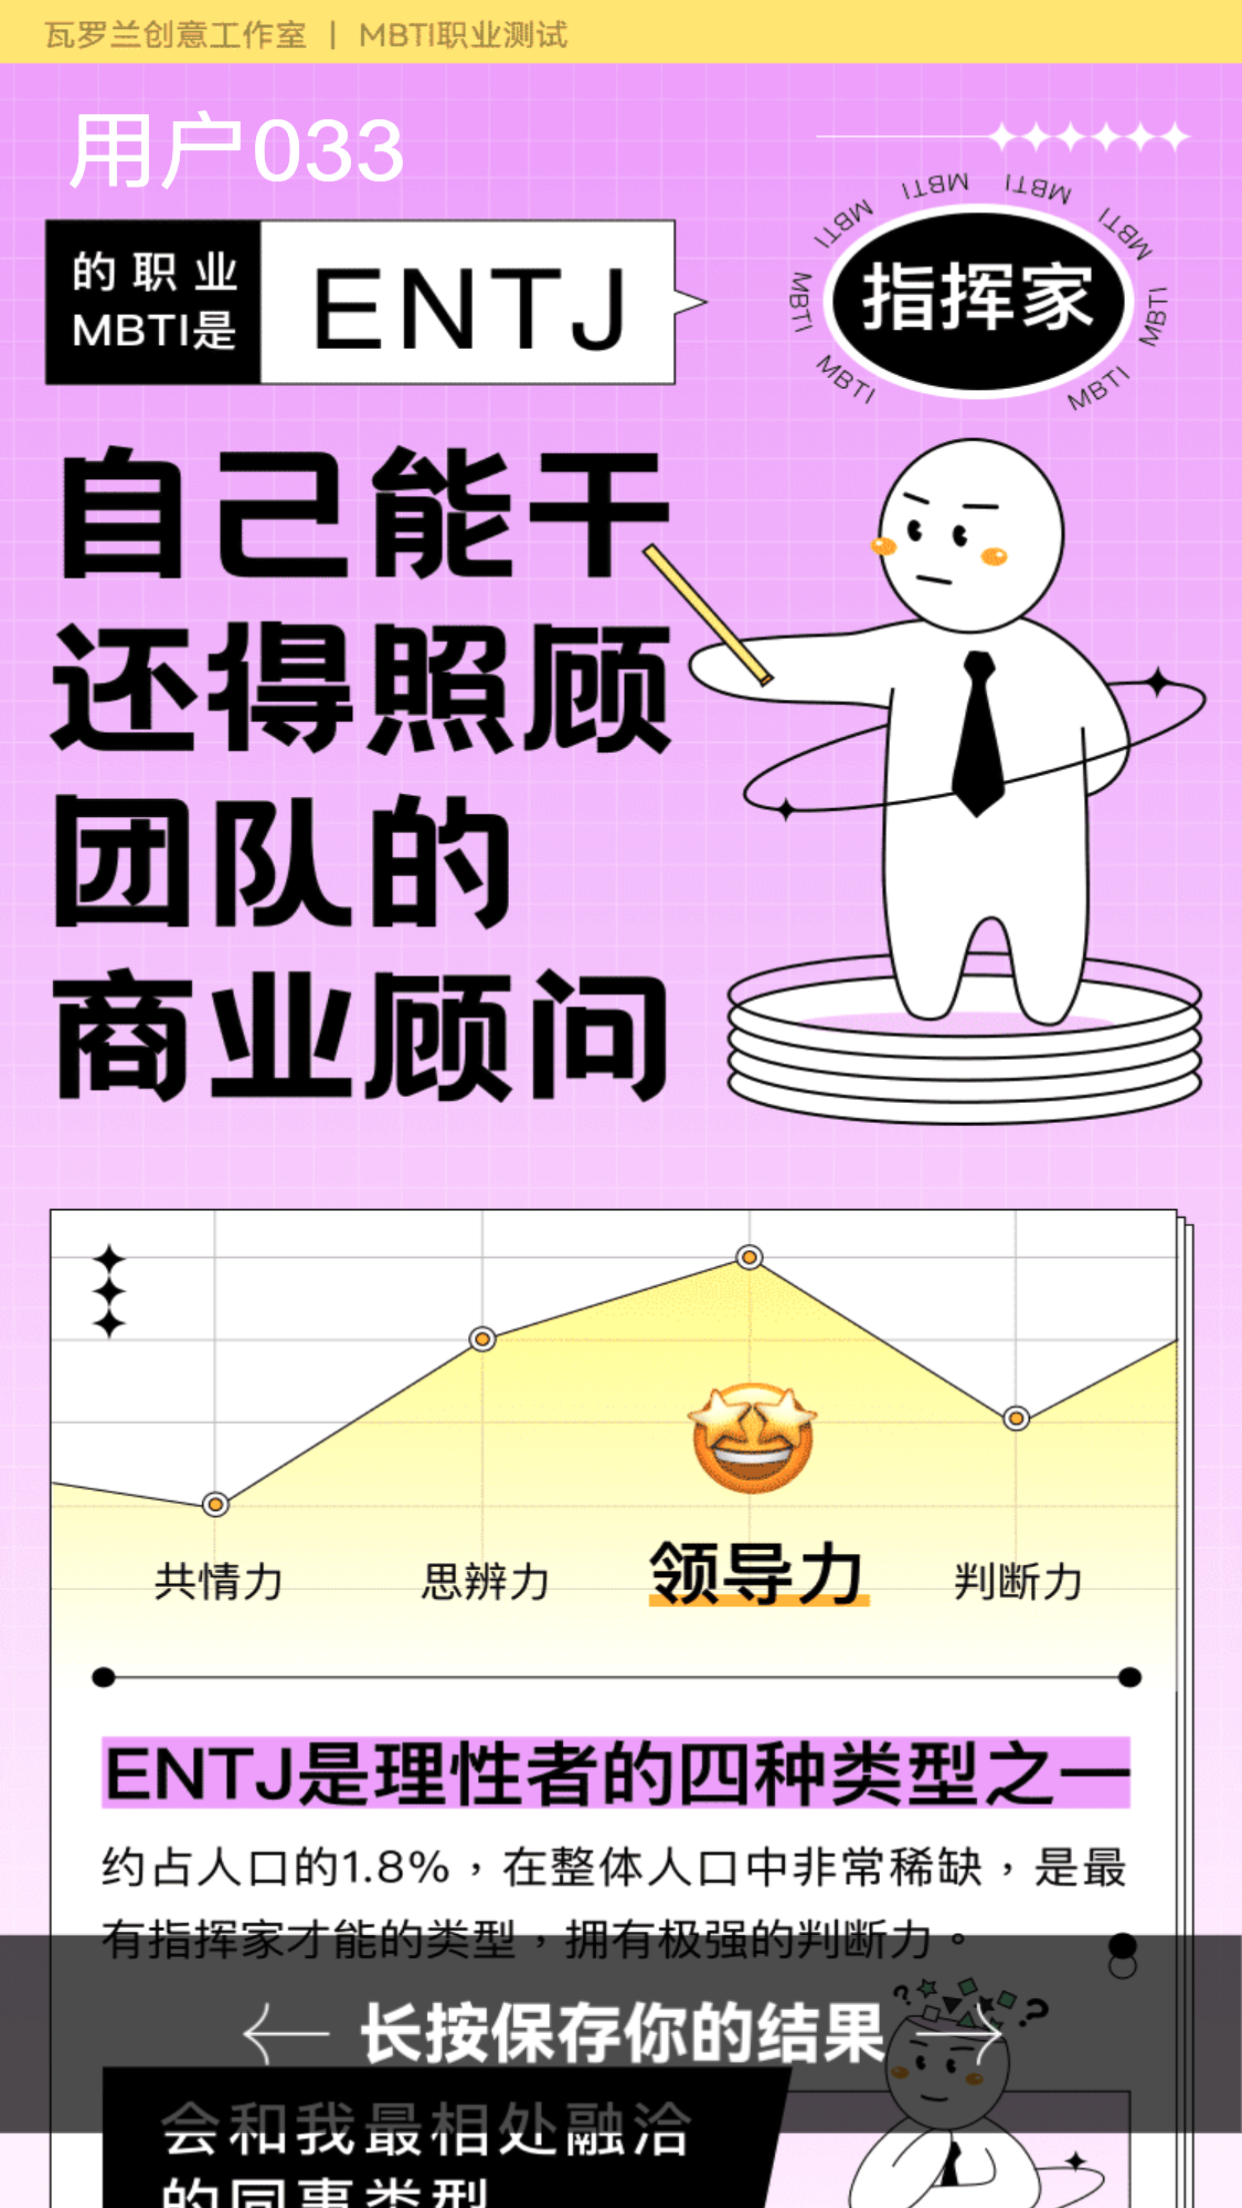 瓦罗兰创意工作室 | MBTI职业测试
用户033
的职业
MBTI是
ENTJ
指挥家
MBTI MBTI MBTI MBTI MBTI MBTI MBTI MBTI
自己能干
还得照顾
团队的
商业顾问
共情力 思辨力 领导力 判断力
ENTJ是理性者的四种类型之一
约占人口的1.8%，在整体人口中非常稀缺，是最
有指挥家才能的类型，拥有极强的判断力。
? ?
← 长按保存你的结果 →
会和我最相处融洽
的同事类型